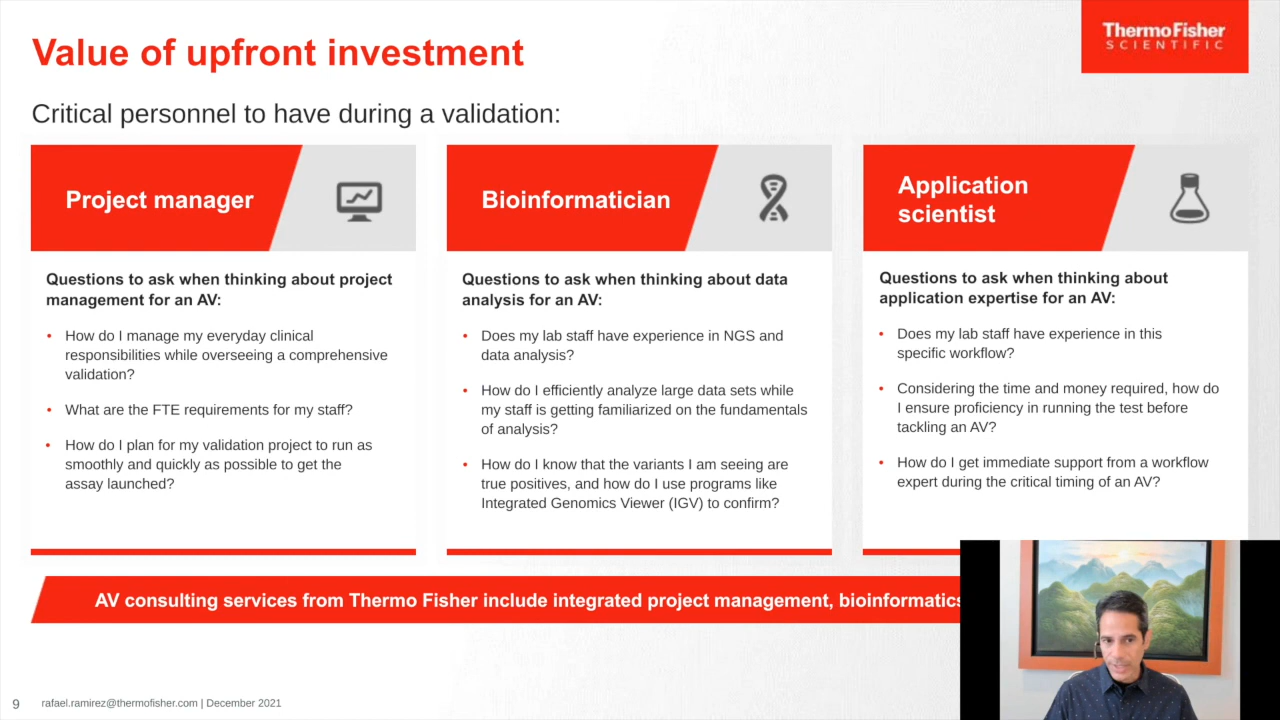 Value of upfront investment
ThermoFisher
SCIENTIFIC
Critical personnel to have during a validation:
Project manager
Questions to ask when thinking about project
management for an AV:
• How do I manage my everyday clinical
responsibilities while overseeing a comprehensive
validation?
• What are the FTE requirements for my staff?
• How do I plan for my validation project to run as
smoothly and quickly as possible to get the
assay launched?
Bioinformatician
Questions to ask when thinking about data
analysis for an AV:
• Does my lab staff have experience in NGS and
data analysis?
• How do I efficiently analyze large data sets while
my staff is getting familiarized on the fundamentals
of analysis?
• How do I know that the variants I am seeing are
true positives, and how do I use programs like
Integrated Genomics Viewer (IGV) to confirm?
Application
scientist
Questions to ask when thinking about
application expertise for an AV:
• Does my lab staff have experience in this
specific workflow?
• Considering the time and money required, how do
I ensure proficiency in running the test before
tackling an AV?
• How do I get immediate support from a workflow
expert during the critical timing of an AV?
AV consulting services from Thermo Fisher include integrated project management, bioinformatics
9 rafael.ramirez@thermofisher.com | December 2021